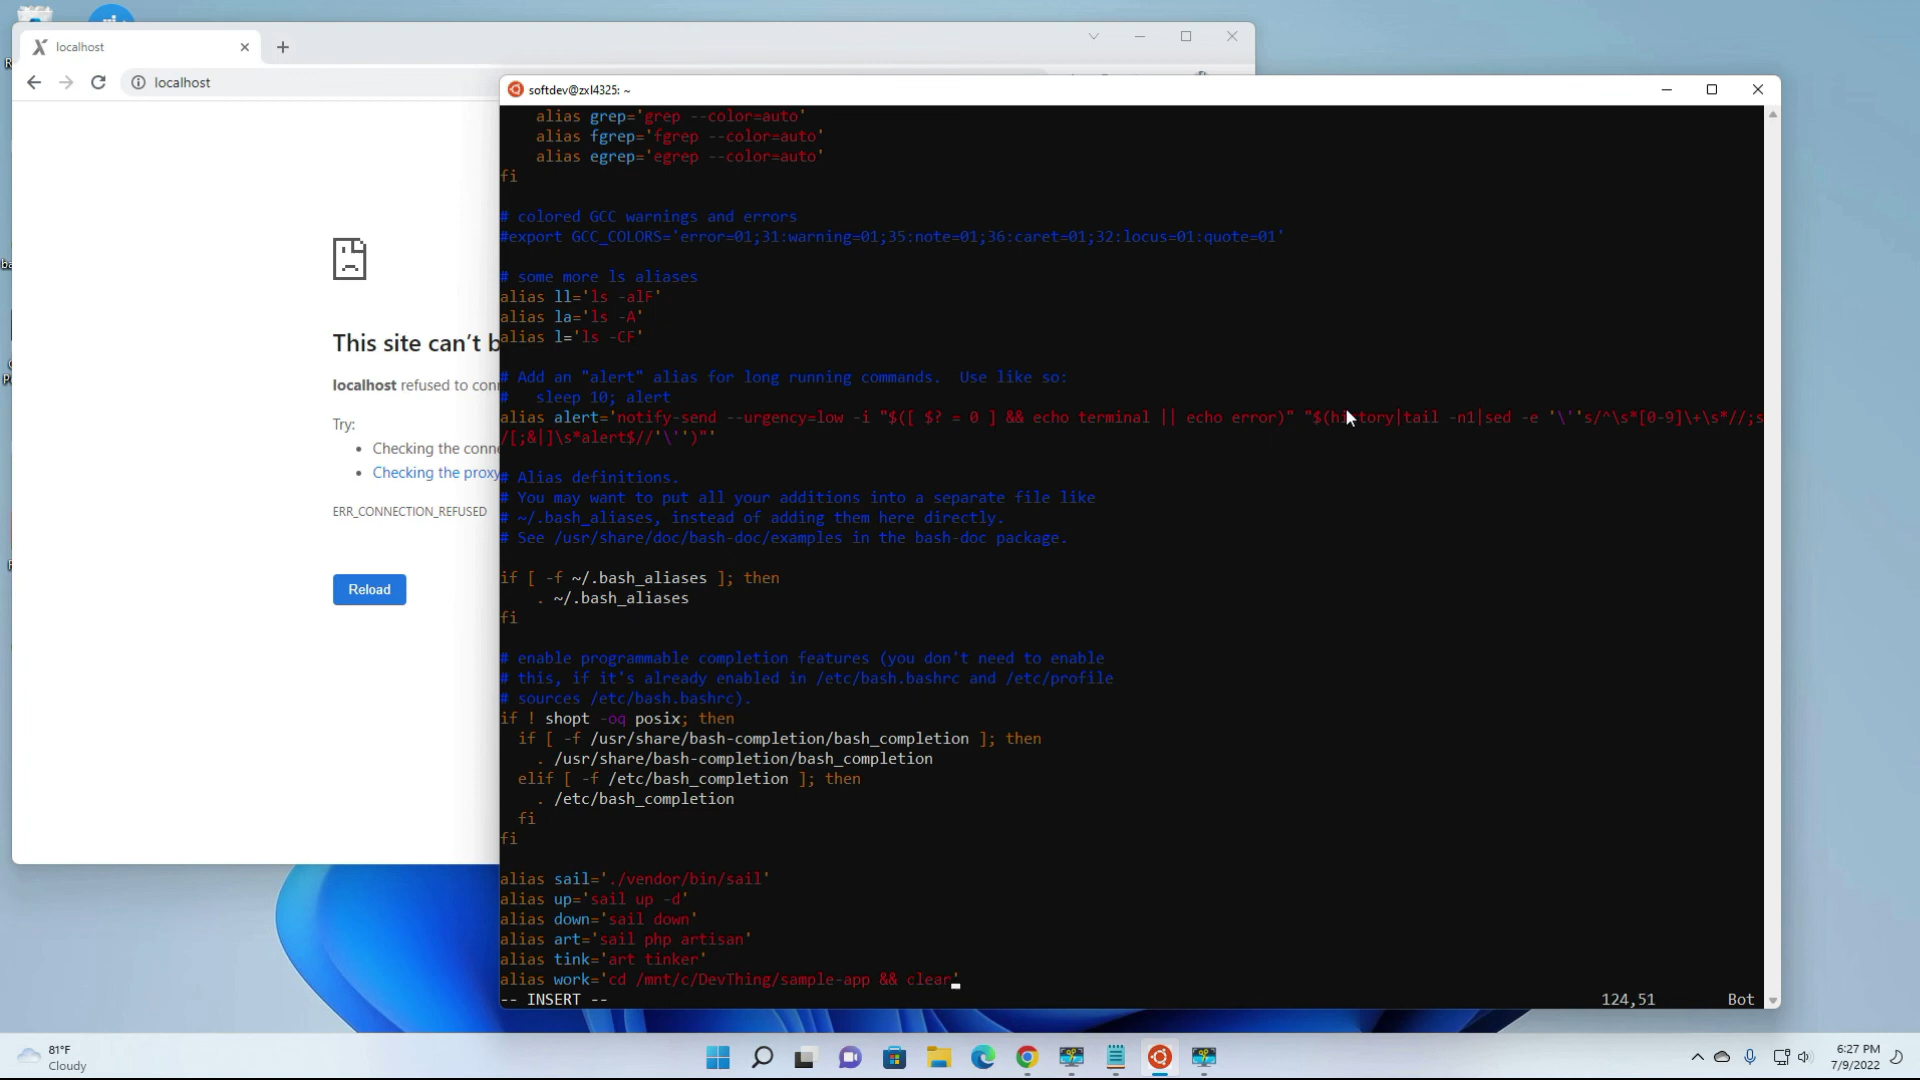 localhost
localhost
softdev@zxl4325: ~
alias grep='grep --color=auto'
alias fgrep='fgrep --color=auto'
alias egrep='egrep --color=auto'
fi
# colored GCC warnings and errors
#export GCC_COLORS='error=01;31:warning=01;35:note=01;36:caret=01;32:locus=01:quote=01'
# some more ls aliases
alias ll='ls -alF'
alias la='ls -A'
alias l='ls -CF'
# Add an "alert" alias for long running commands.  Use like so:
#   sleep 10; alert
alias alert='notify-send --urgency=low -i "$([ $? = 0 ] && echo terminal || echo error)" "$(history|tail -n1|sed -e '\''s/^\s*[0-9]\+\s*//;s
/[;&|]\s*alert$//'\'')"'
# Alias definitions.
# You may want to put all your additions into a separate file like
# ~/.bash_aliases, instead of adding them here directly.
# See /usr/share/doc/bash-doc/examples in the bash-doc package.
if [ -f ~/.bash_aliases ]; then
. ~/.bash_aliases
fi
# enable programmable completion features (you don't need to enable
# this, if it's already enabled in /etc/bash.bashrc and /etc/profile
# sources /etc/bash.bashrc).
if ! shopt -oq posix; then
if [ -f /usr/share/bash-completion/bash_completion ]; then
. /usr/share/bash-completion/bash_completion
elif [ -f /etc/bash_completion ]; then
. /etc/bash_completion
fi
fi
alias sail='./vendor/bin/sail'
alias up='sail up -d'
alias down='sail down'
alias art='sail php artisan'
alias tink='art tinker'
alias work='cd /mnt/c/DevThing/sample-app && clear'
-- INSERT --
124,51
Bot
This site can't b
localhost refused to con
Try:
• Checking the conn
• Checking the proxy
ERR_CONNECTION_REFUSED
Reload
81°F
Cloudy
6:27 PM
7/9/2022